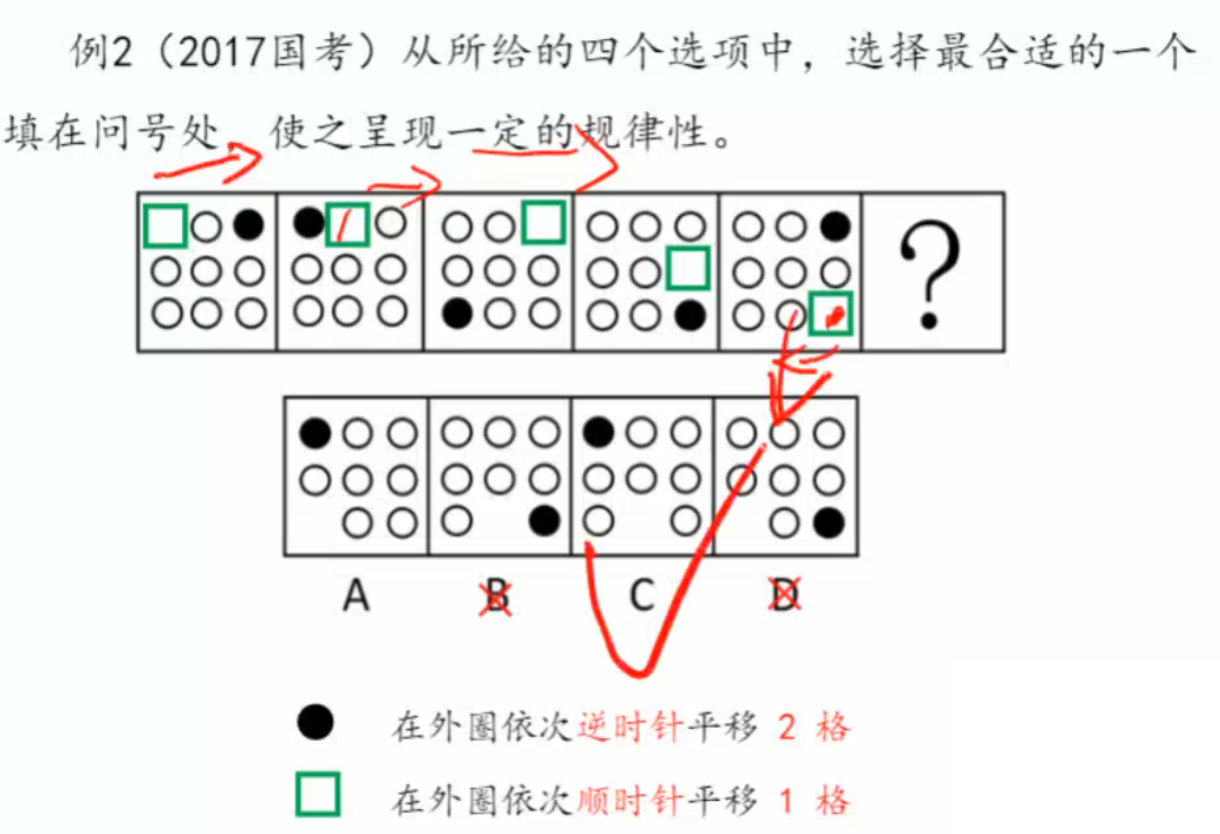 例2（2017国考）从所给的四个选项中，选择最合适的一个
填在问号处，使之呈现一定的规律性。
?
A B C D
在外圈依次逆时针平移 2 格
在外圈依次顺时针平移 1 格